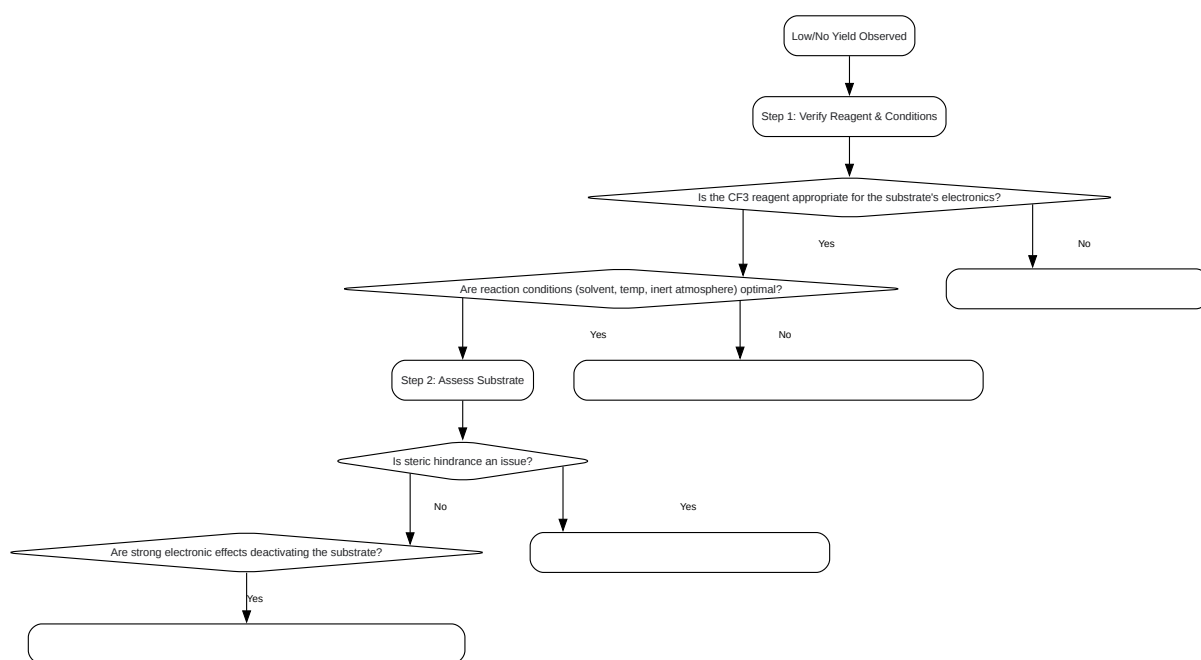 Low/No Yield Observed
Step 1: Verify Reagent & Conditions
Is the CF3 reagent appropriate for the substrate's electronics?
Yes
No
Are reaction conditions (solvent, temp, inert atmosphere) optimal?
Yes
No
Step 2: Assess Substrate
Is steric hindrance an issue?
No
Yes
Are strong electronic effects deactivating the substrate?
Yes